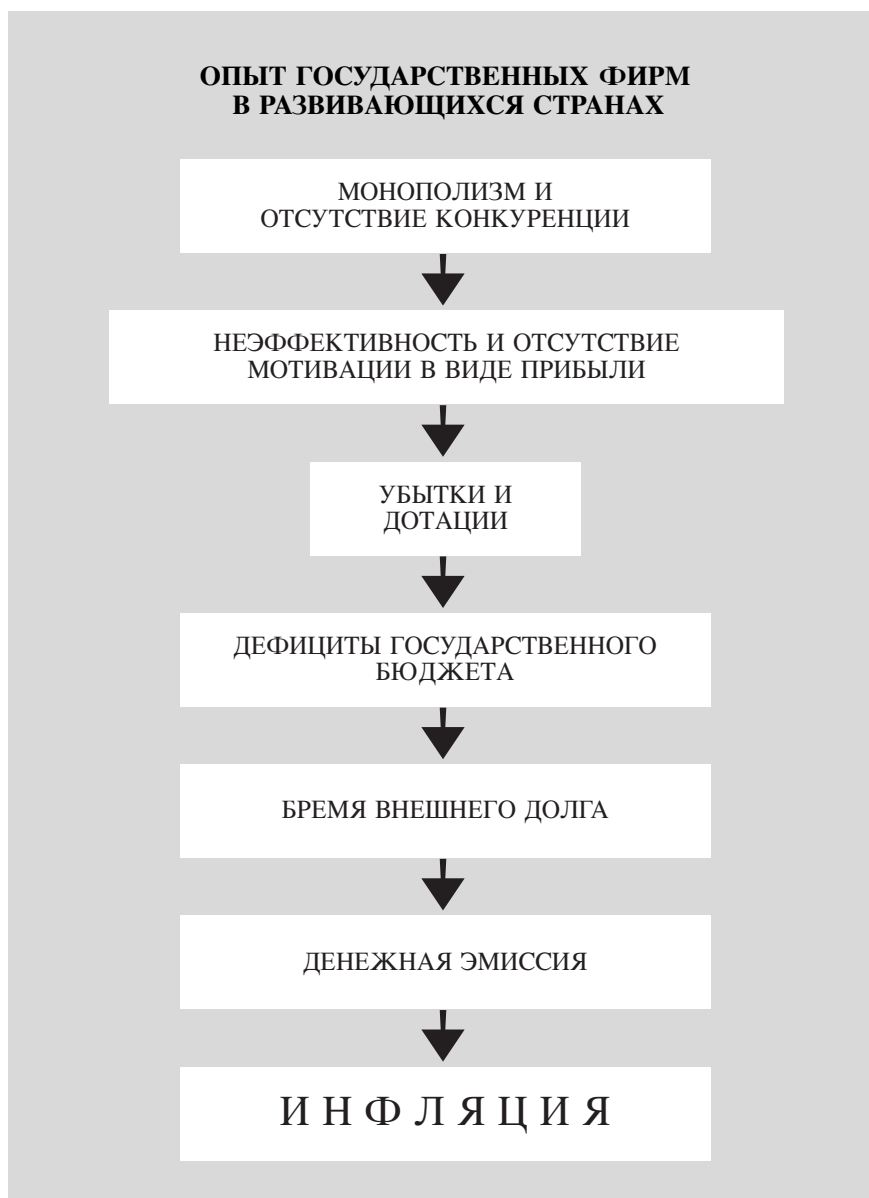 ОПЫТ ГОСУДАРСТВЕННЫХ ФИРМ
В РАЗВИВАЮЩИХСЯ СТРАНАХ
МОНОПОЛИЗМ И
ОТСУТСТВИЕ КОНКУРЕНЦИИ
НЕЭФФЕКТИВНОСТЬ И ОТСУТСТВИЕ
МОТИВАЦИИ В ВИДЕ ПРИБЫЛИ
УБЫТКИ И
ДОТАЦИИ
ДЕФИЦИТЫ ГОСУДАРСТВЕННОГО
БЮДЖЕТА
БРЕМЯ ВНЕШНЕГО ДОЛГА
ДЕНЕЖНАЯ ЭМИССИЯ
ИНФЛЯЦИЯ